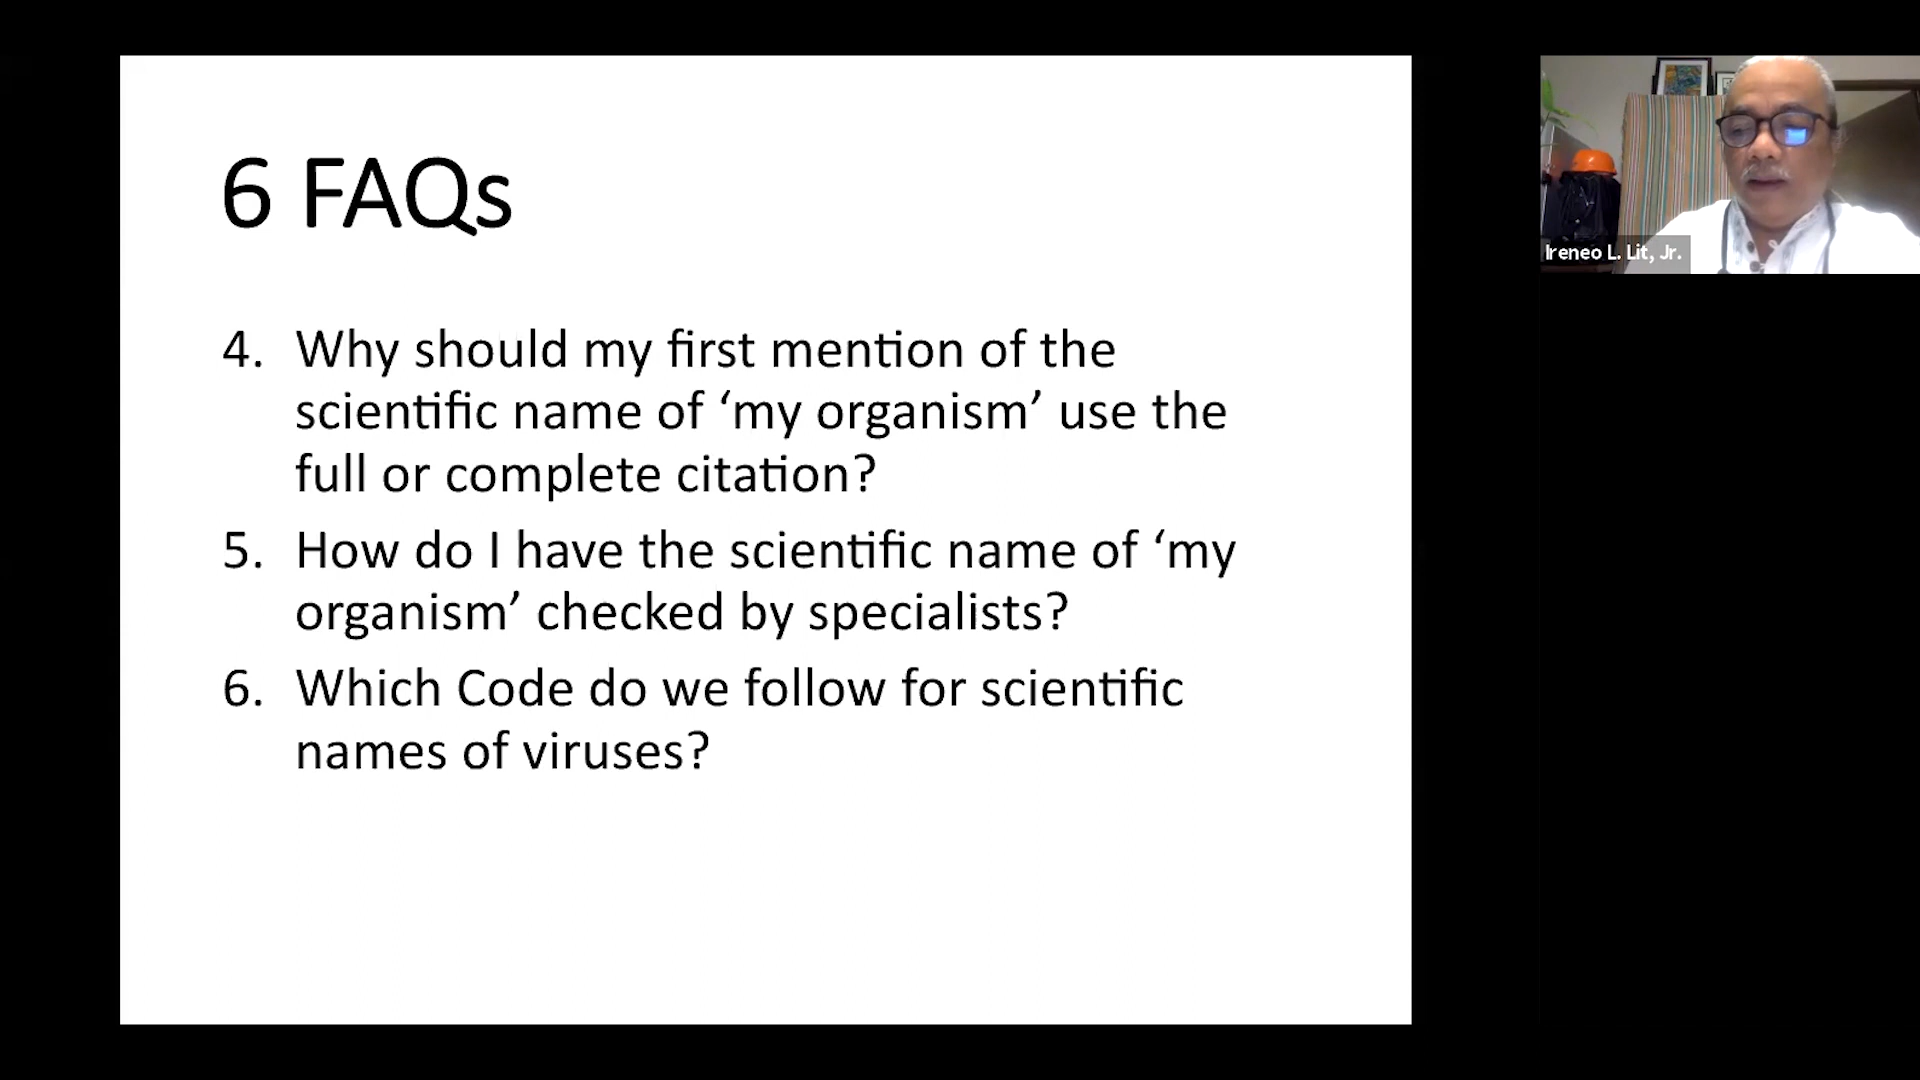 6 FAQs
4. Why should my first mention of the
scientific name of ‘my organism’ use the
full or complete citation?
5. How do I have the scientific name of ‘my
organism’ checked by specialists?
6. Which Code do we follow for scientific
names of viruses?
Ireneo L. Lit, Jr.